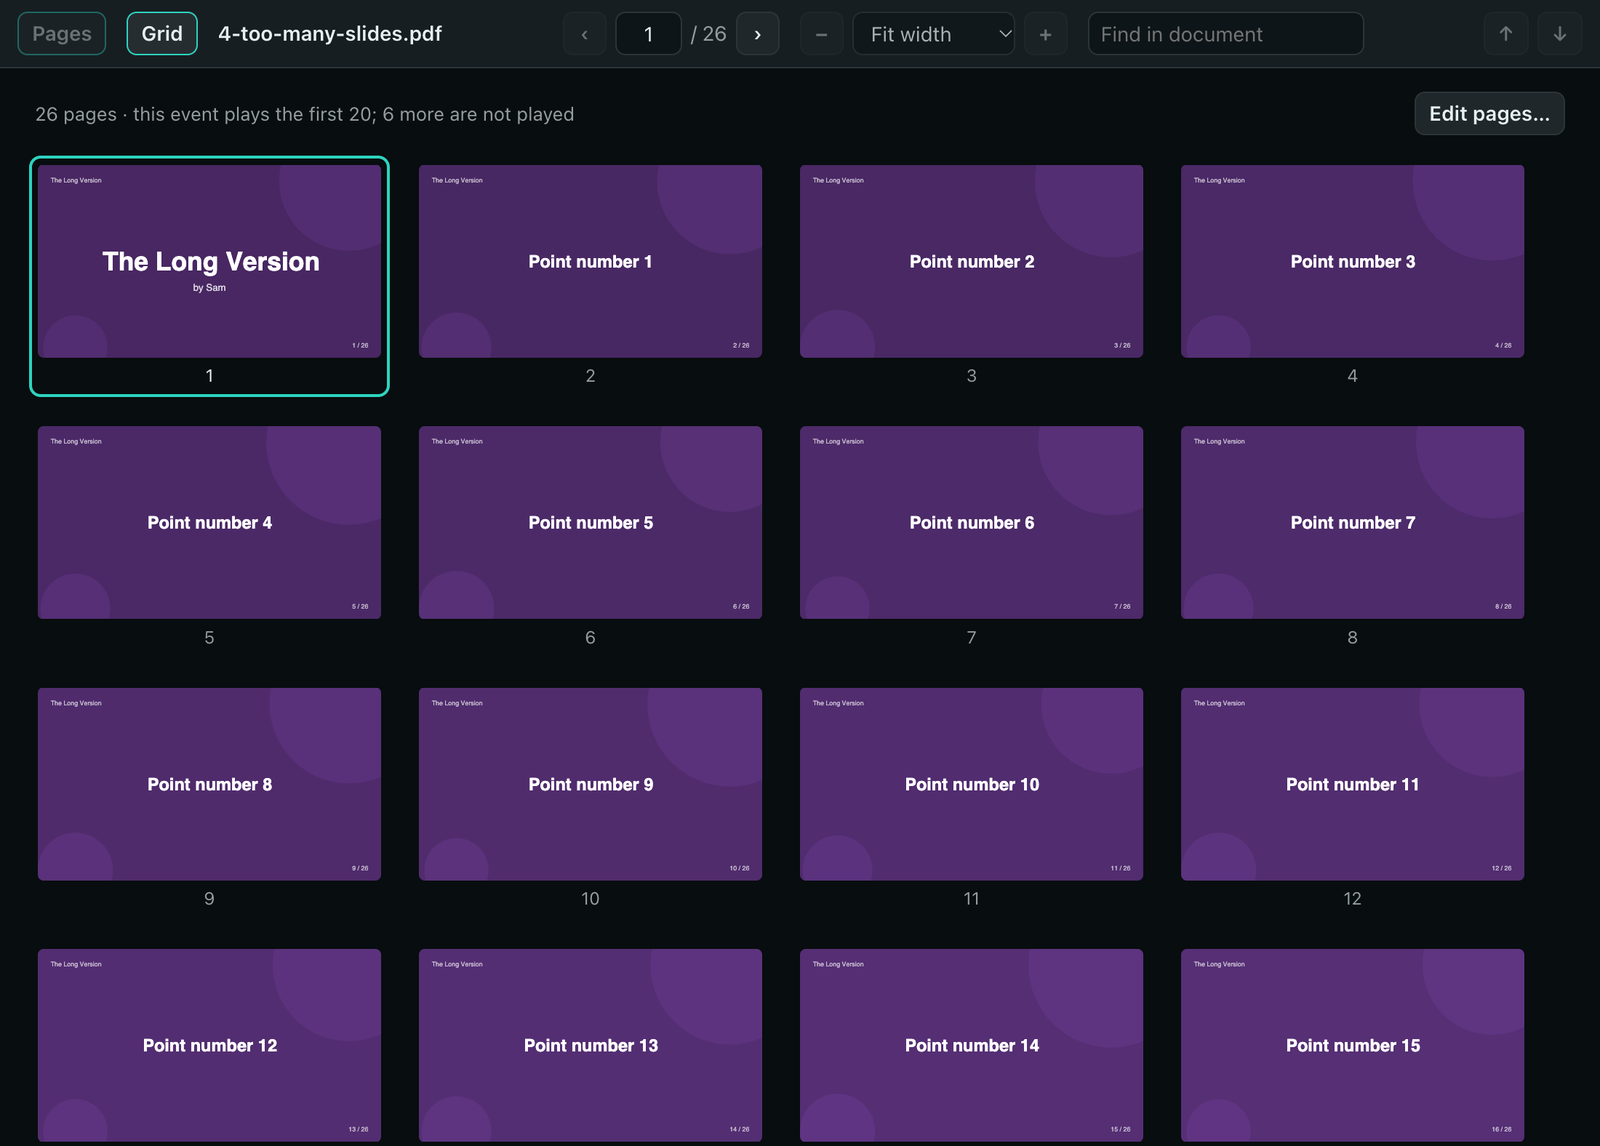 Pages Grid 4-too-many-slides.pdf ‹ 1 / 26 › − Fit width + Find in document ↑ ↓
26 pages · this event plays the first 20; 6 more are not played Edit pages...
The Long Version
The Long Version
by Sam
1 / 26
1
The Long Version
Point number 1
2 / 26
2
The Long Version
Point number 2
3 / 26
3
The Long Version
Point number 3
4 / 26
4
The Long Version
Point number 4
5 / 26
5
The Long Version
Point number 5
6 / 26
6
The Long Version
Point number 6
7 / 26
7
The Long Version
Point number 7
8 / 26
8
The Long Version
Point number 8
9 / 26
9
The Long Version
Point number 9
10 / 26
10
The Long Version
Point number 10
11 / 26
11
The Long Version
Point number 11
12 / 26
12
The Long Version
Point number 12
13 / 26
The Long Version
Point number 13
14 / 26
The Long Version
Point number 14
15 / 26
The Long Version
Point number 15
16 / 26